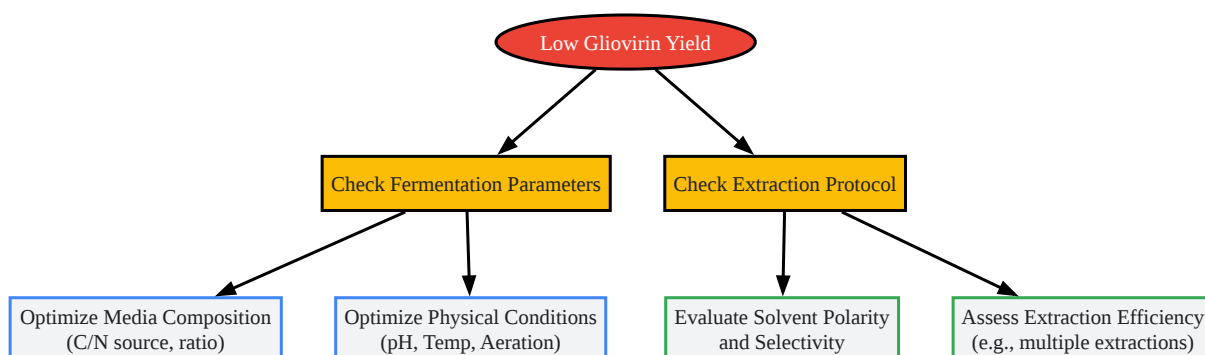 Low Gliovirin Yield
Check Fermentation Parameters
Check Extraction Protocol
Optimize Media Composition
(C/N source, ratio)
Optimize Physical Conditions
(pH, Temp, Aeration)
Evaluate Solvent Polarity
and Selectivity
Assess Extraction Efficiency
(e.g., multiple extractions)